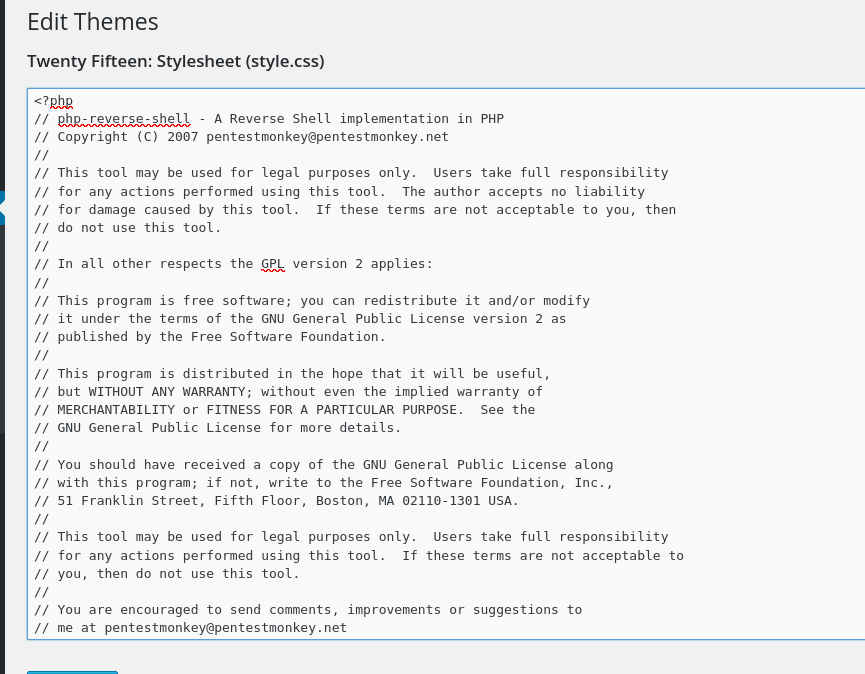 Edit Themes
Twenty Fifteen: Stylesheet (style.css)
<?php
// php-reverse-shell - A Reverse Shell implementation in PHP
// Copyright (C) 2007 pentestmonkey@pentestmonkey.net
//
// This tool may be used for legal purposes only.  Users take full responsibility
// for any actions performed using this tool.  The author accepts no liability
// for damage caused by this tool.  If these terms are not acceptable to you, then
// do not use this tool.
//
// In all other respects the GPL version 2 applies:
//
// This program is free software; you can redistribute it and/or modify
// it under the terms of the GNU General Public License version 2 as
// published by the Free Software Foundation.
//
// This program is distributed in the hope that it will be useful,
// but WITHOUT ANY WARRANTY; without even the implied warranty of
// MERCHANTABILITY or FITNESS FOR A PARTICULAR PURPOSE.  See the
// GNU General Public License for more details.
//
// You should have received a copy of the GNU General Public License along
// with this program; if not, write to the Free Software Foundation, Inc.,
// 51 Franklin Street, Fifth Floor, Boston, MA 02110-1301 USA.
//
// This tool may be used for legal purposes only.  Users take full responsibility
// for any actions performed using this tool.  If these terms are not acceptable to
// you, then do not use this tool.
//
// You are encouraged to send comments, improvements or suggestions to
// me at pentestmonkey@pentestmonkey.net